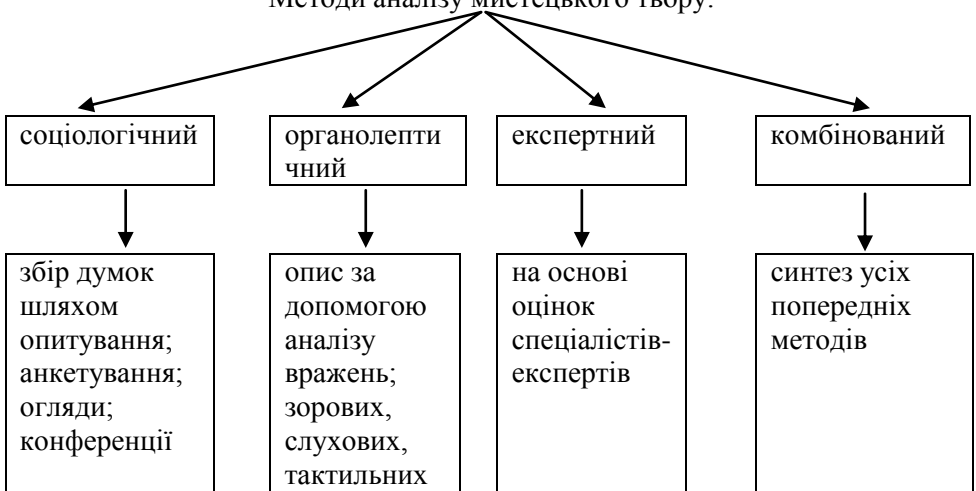 Методи аналізу мистецького твору.
соціологічний
органолепти
чний
експертний
комбінований
збір думок
шляхом
опитування;
анкетування;
огляди;
конференції
опис за
допомогою
аналізу
вражень;
зорових,
слухових,
тактильних
на основі
оцінок
спеціалістів-
експертів
синтез усіх
попередніх
методів